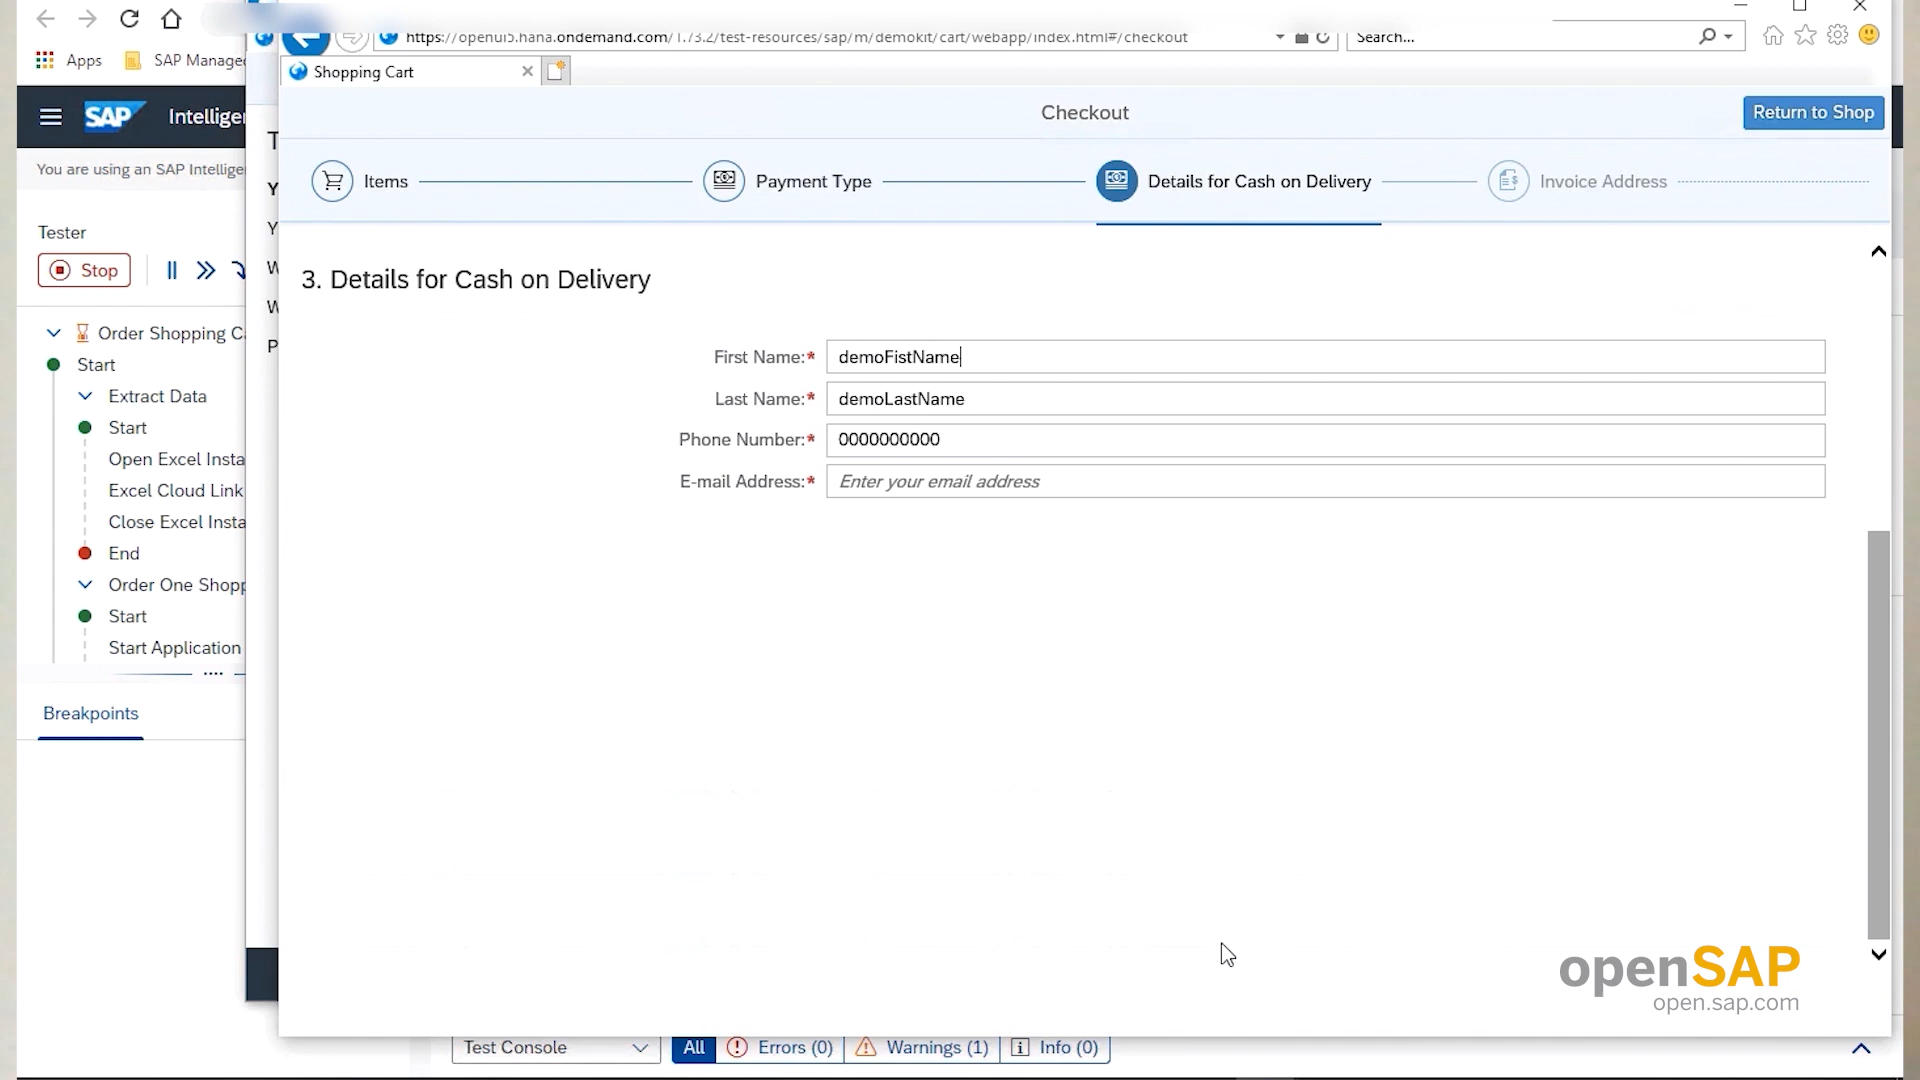 https://openui5.hana.ondemand.com/1.73.2/test-resources/sap/m/demokit/cart/webapp/index.html#/checkout
Search...
Apps
SAP Manage
Shopping Cart
SAP
Intellige
Checkout
Return to Shop
You are using an SAP Intellige
Items
Payment Type
Details for Cash on Delivery
Invoice Address
Tester
Stop
3. Details for Cash on Delivery
Order Shopping C
Start
Extract Data
Start
Open Excel Insta
Excel Cloud Link
Close Excel Insta
End
Order One Shopp
Start
Start Application
First Name:* demoFistName
Last Name:* demoLastName
Phone Number:* 0000000000
E-mail Address:* Enter your email address
Breakpoints
openSAP
open.sap.com
Test Console
All
Errors (0)
Warnings (1)
Info (0)